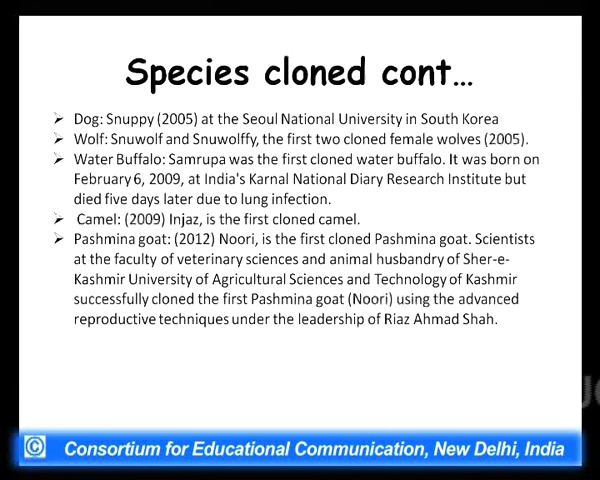 Species cloned cont...
➢ Dog: Snuppy (2005) at the Seoul National University in South Korea
➢ Wolf: Snuwolf and Snuwolffy, the first two cloned female wolves (2005).
➢ Water Buffalo: Samrupa was the first cloned water buffalo. It was born on
February 6, 2009, at India's Karnal National Diary Research Institute but
died five days later due to lung infection.
➢ Camel: (2009) Injaz, is the first cloned camel.
➢ Pashmina goat: (2012) Noori, is the first cloned Pashmina goat. Scientists
at the faculty of veterinary sciences and animal husbandry of Sher-e-
Kashmir University of Agricultural Sciences and Technology of Kashmir
successfully cloned the first Pashmina goat (Noori) using the advanced
reproductive techniques under the leadership of Riaz Ahmad Shah.
© Consortium for Educational Communication, New Delhi, India